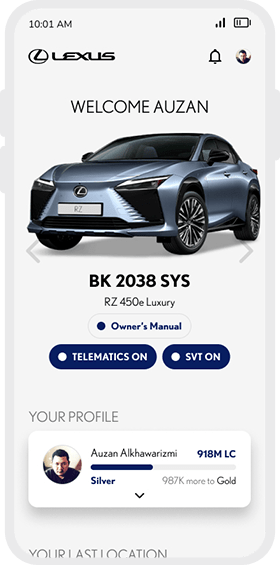 10:01 AM
LEXUS
WELCOME AUZAN
RZ
BK 2038 SYS
RZ 450e Luxury
Owner's Manual
TELEMATICS ON
SVT ON
YOUR PROFILE
Auzan Alkhawarizmi
918M LC
Silver
987K more to Gold
YOUR LAST LOCATION